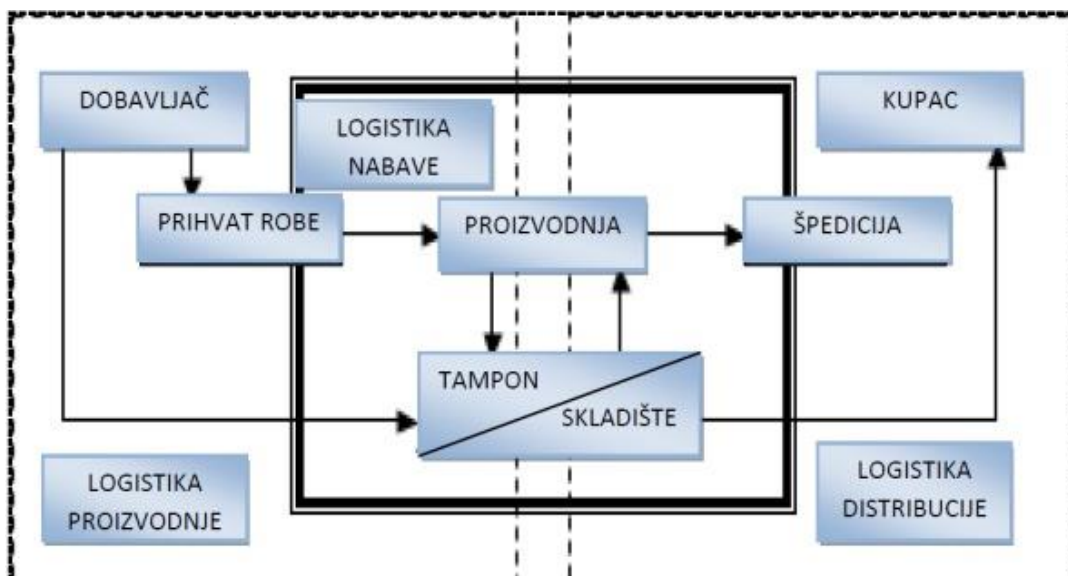 DOBAVLJAČ
KUPAC
LOGISTIKA
NABAVE
PRIHVAT ROBE
PROIZVODNJA
ŠPEDICIJA
TAMPON
SKLADIŠTE
LOGISTIKA
PROIZVODNJE
LOGISTIKA
DISTRIBUCIJE